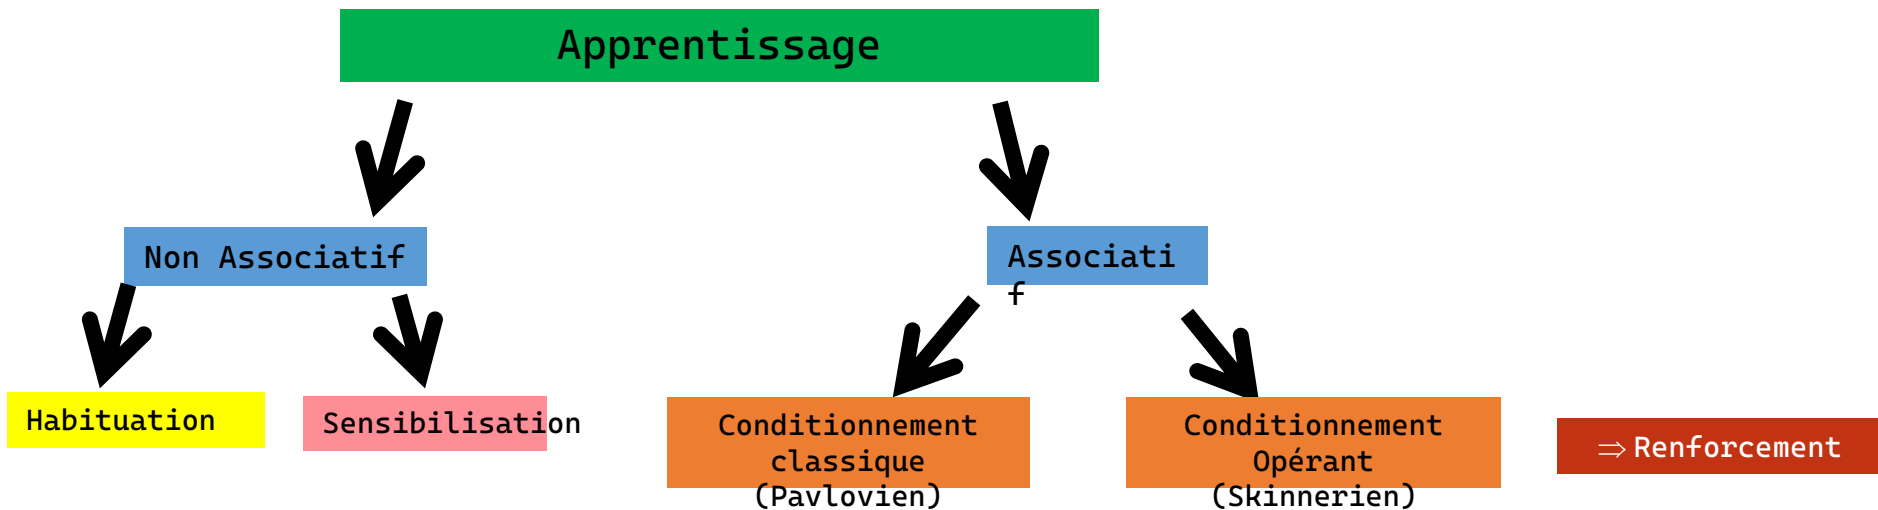 Apprentissage
Non Associatif
Associati
f
Habituation
Sensibilisation
Conditionnement
classique
(Pavlovien)
Conditionnement
Opérant
(Skinnerien)
⇒ Renforcement